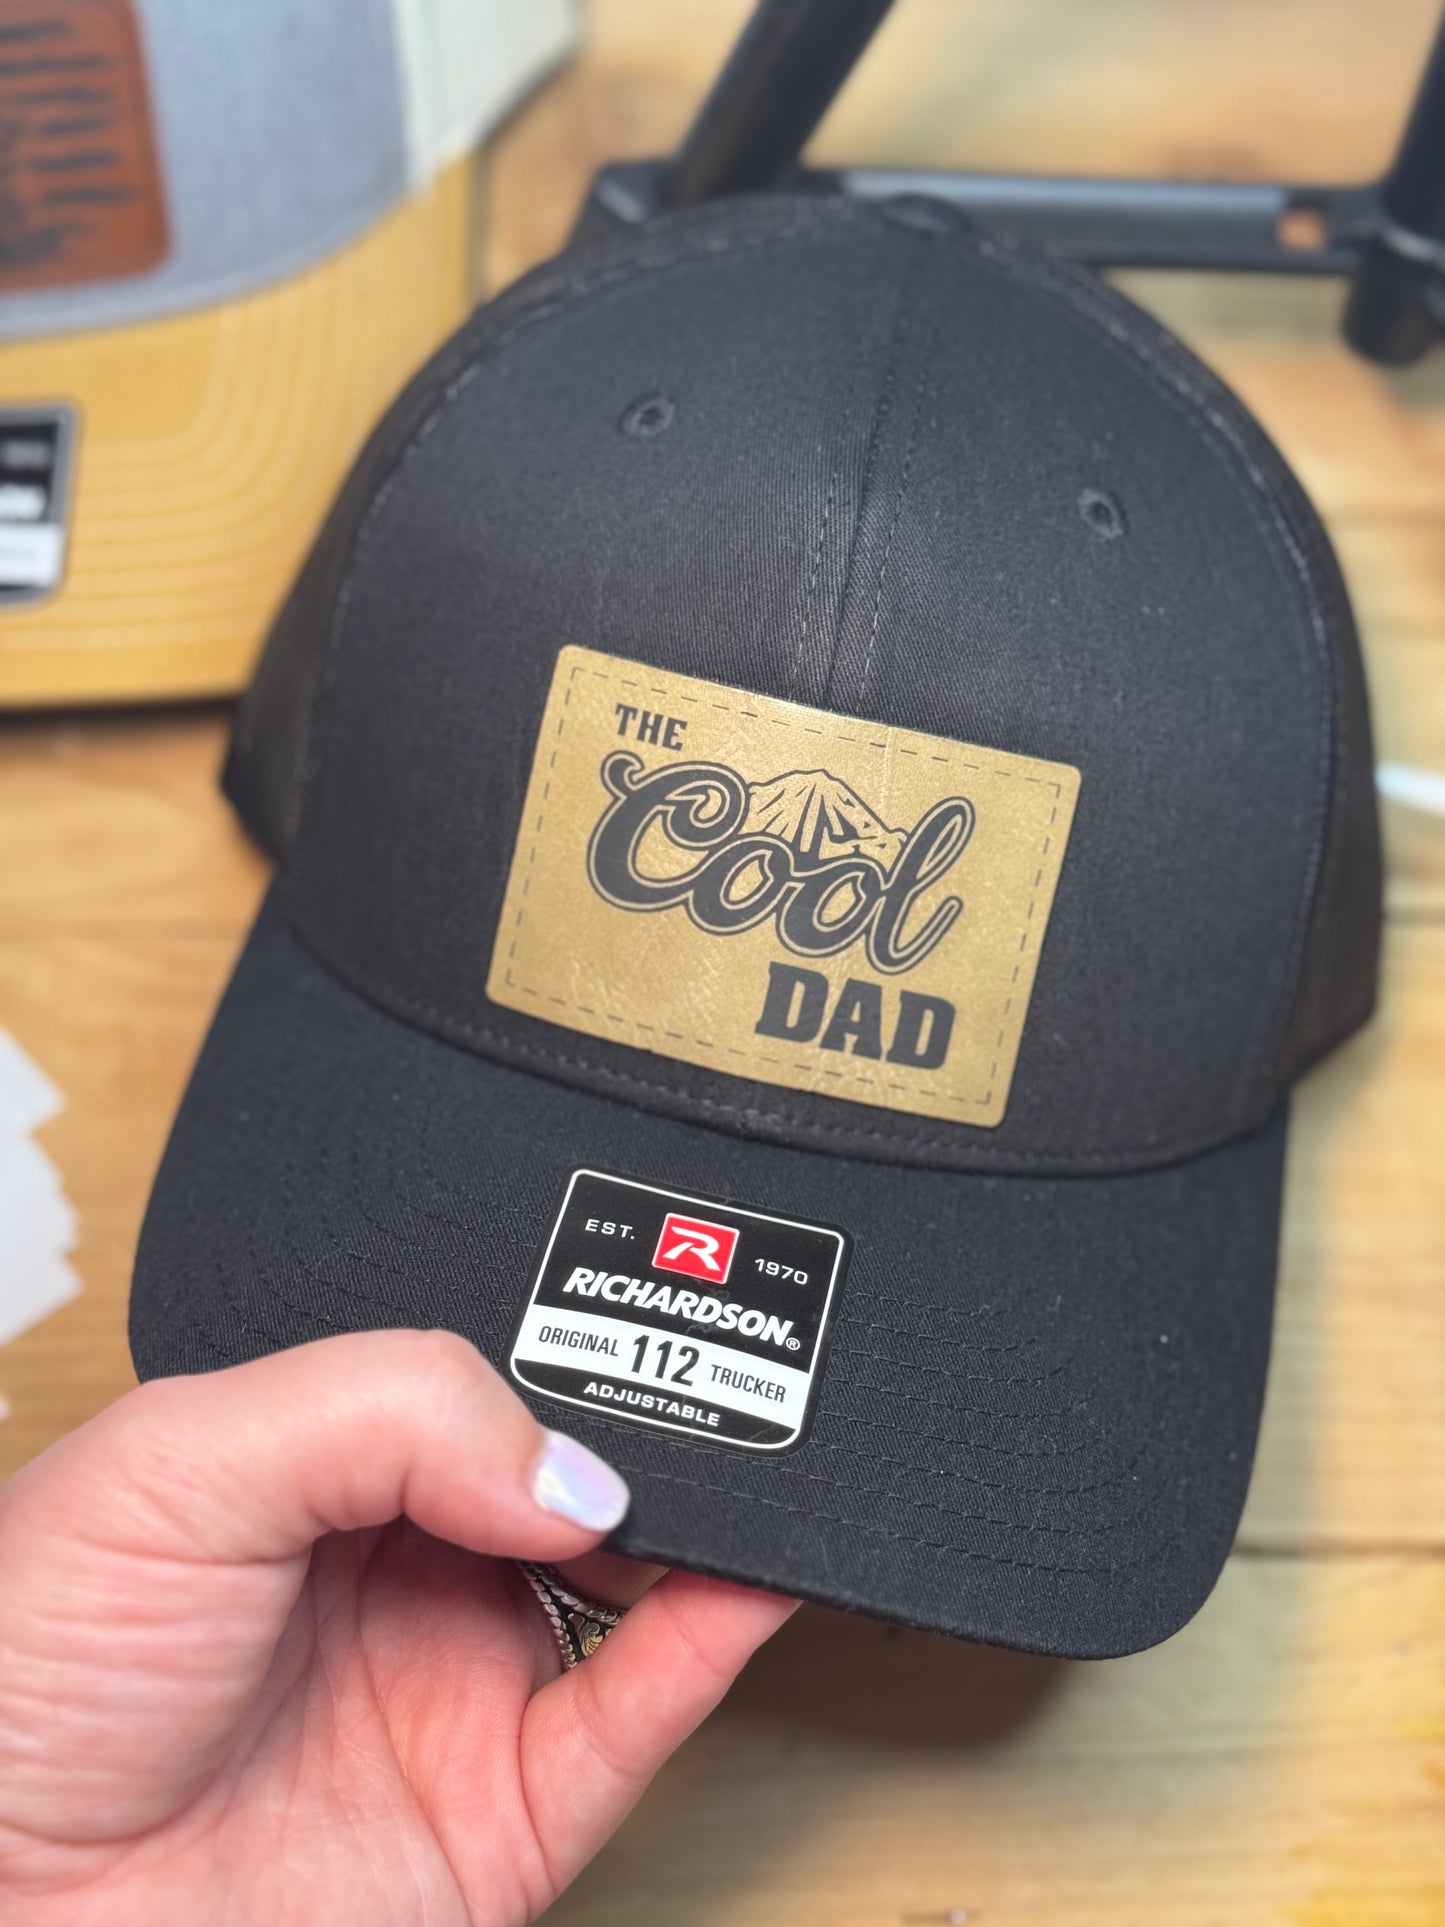 THE
Cool
DAD
EST. R 1970
RICHARDSON®
ORIGINAL 112 TRUCKER
ADJUSTABLE